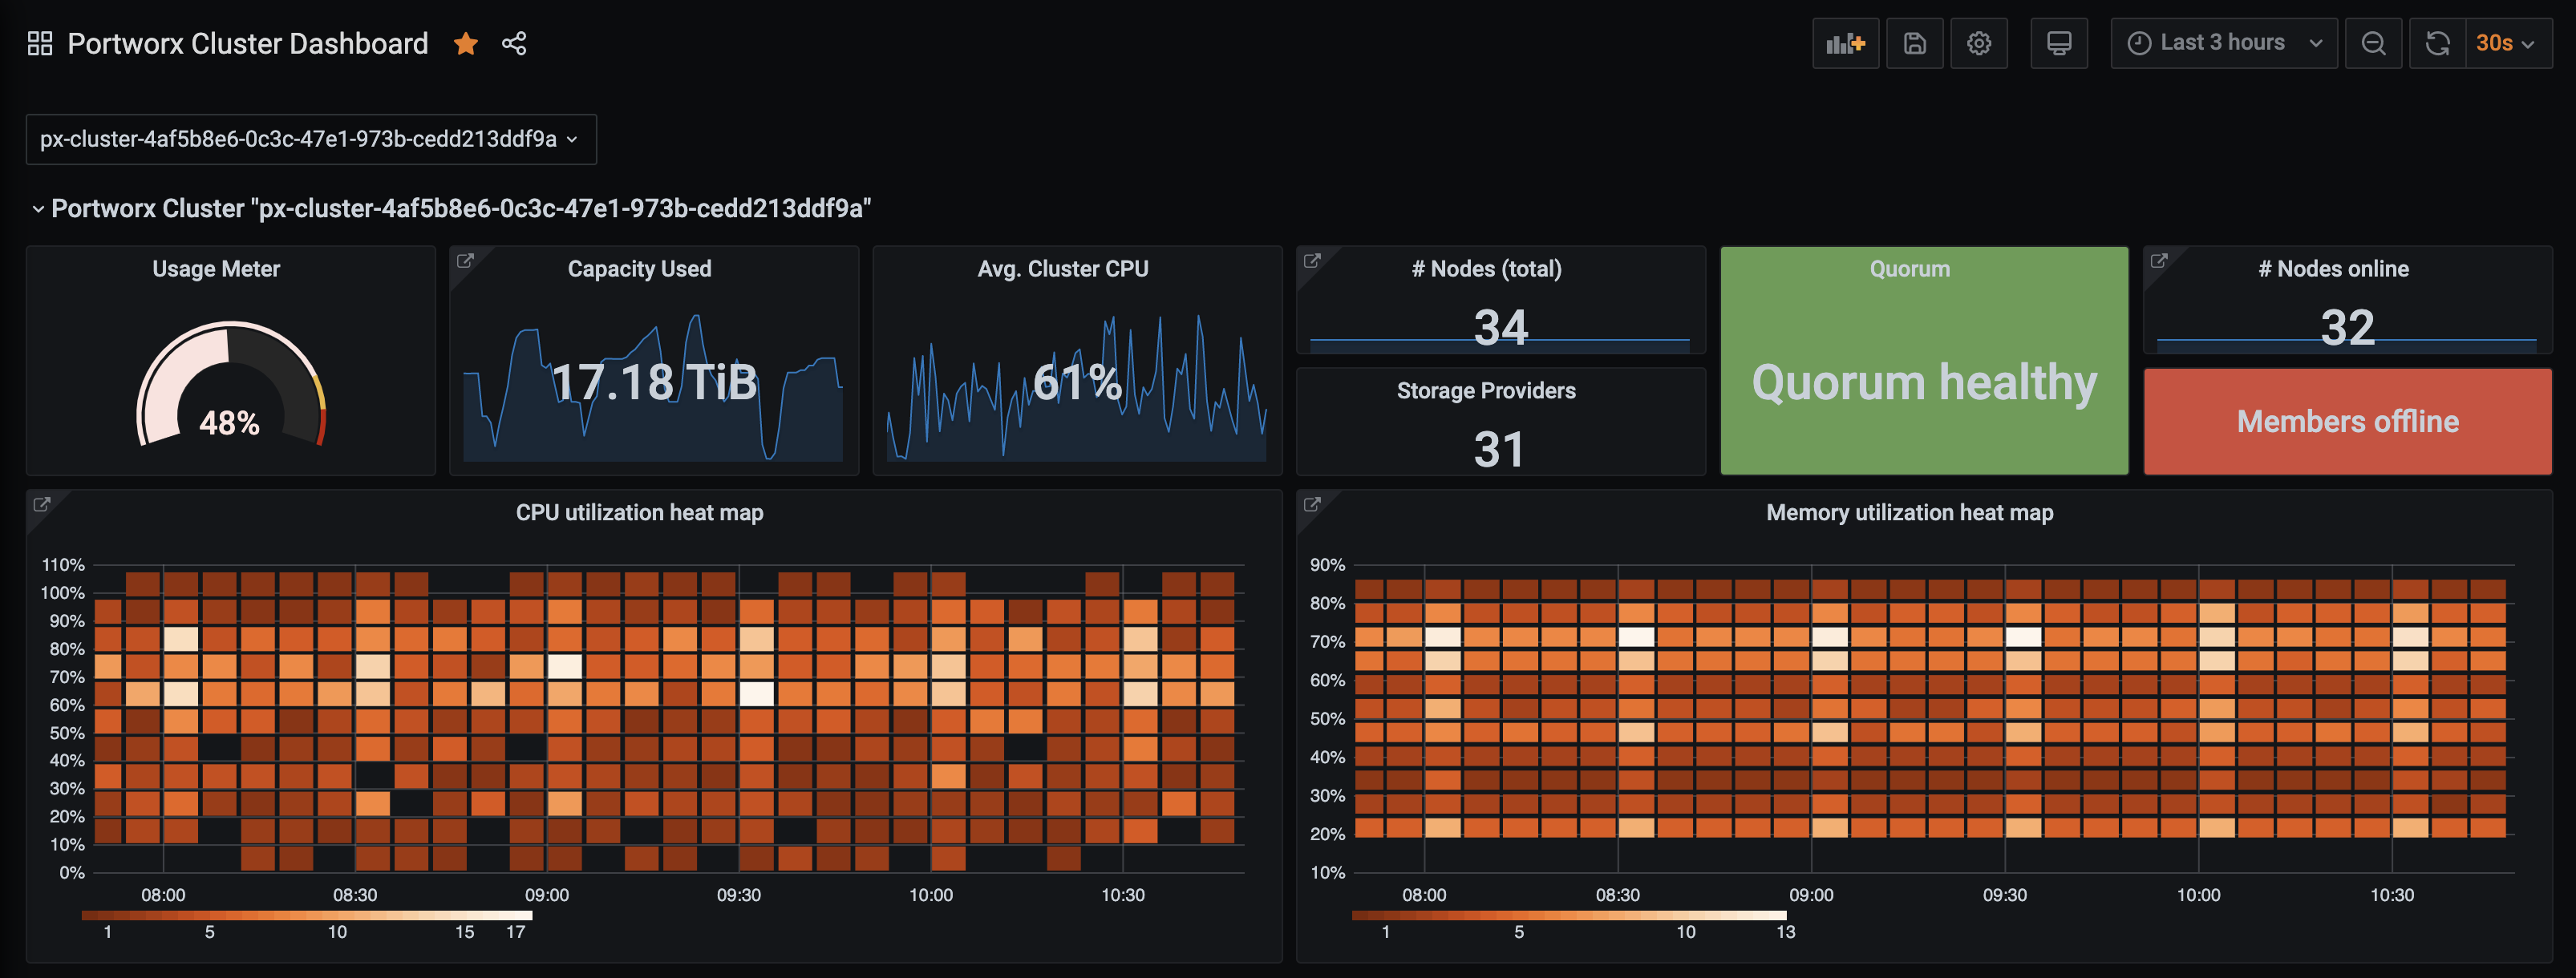 Portworx Cluster Dashboard
Last 3 hours
30s
px-cluster-4af5b8e6-0c3c-47e1-973b-cedd213ddf9a
Portworx Cluster "px-cluster-4af5b8e6-0c3c-47e1-973b-cedd213ddf9a"
Usage Meter
48%
Capacity Used
17.18 TiB
Avg. Cluster CPU
61%
# Nodes (total)
34
Storage Providers
31
Quorum
Quorum healthy
# Nodes online
32
Members offline
CPU utilization heat map
110%
100%
90%
80%
70%
60%
50%
40%
30%
20%
10%
0%
08:00 08:30 09:00 09:30 10:00 10:30
1 5 10 15 17
Memory utilization heat map
90%
80%
70%
60%
50%
40%
30%
20%
10%
08:00 08:30 09:00 09:30 10:00 10:30
1 5 10 13